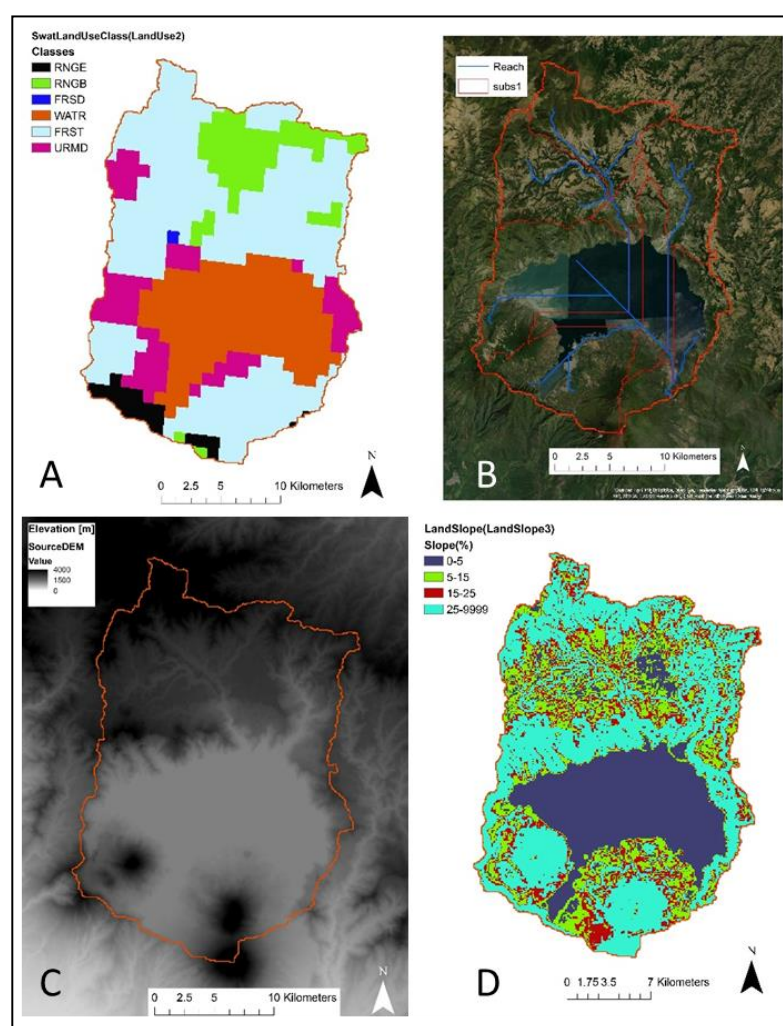 SwatLandUseClass(LandUse2)
Classes
RNGE
RNGB
FRSD
WATR
FRST
URMD
A
N
0 2.5 5 10 Kilometers
Reach
subs1
B
0 2.5 5 10 Kilometers
N
Elevation [m]
SourceDEM
Value
4000
1500
0
C
0 2.5 5 10 Kilometers
N
LandSlope(LandSlope3)
Slope(%)
0-5
5-15
15-25
25-9999
D
N
0 1.75 3.5 7 Kilometers